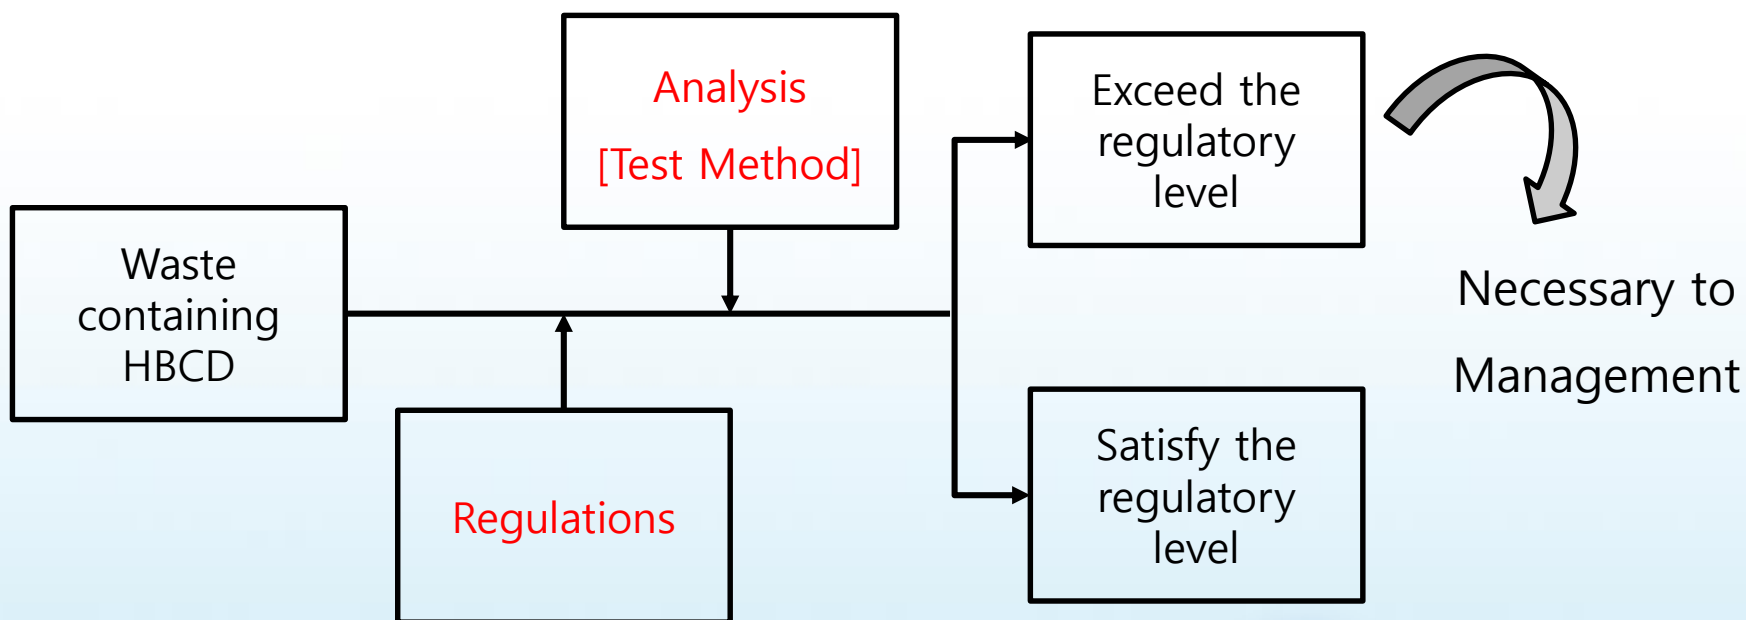 Waste
containing
HBCD
Analysis
[Test Method]
Regulations
Exceed the
regulatory
level
Satisfy the
regulatory
level
Necessary to
Management